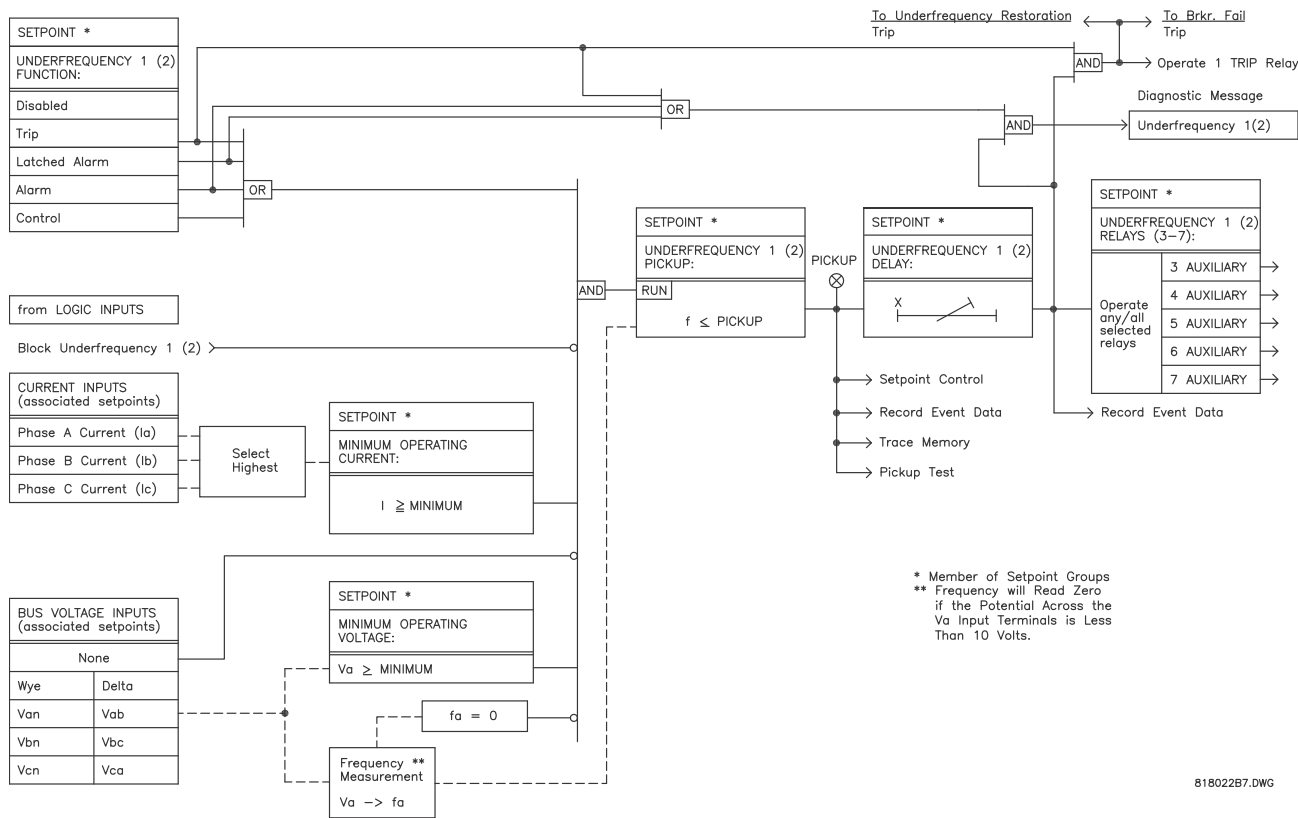 SETPOINT *
UNDERFREQUENCY 1 (2)
FUNCTION:
Disabled
Trip
Latched Alarm
Alarm
Control
OR
from LOGIC INPUTS
Block Underfrequency 1 (2)
CURRENT INPUTS
(associated setpoints)
Phase A Current (Ia)
Phase B Current (Ib)
Phase C Current (Ic)
Select
Highest
SETPOINT *
MINIMUM OPERATING
CURRENT:
I ≧ MINIMUM
BUS VOLTAGE INPUTS
(associated setpoints)
None
Wye Delta
Van Vab
Vbn Vbc
Vcn Vca
SETPOINT *
MINIMUM OPERATING
VOLTAGE:
Va ≥ MINIMUM
fa = 0
Frequency **
Measurement
Va -> fa
AND
SETPOINT *
UNDERFREQUENCY 1 (2)
PICKUP:
RUN
f ≤ PICKUP
PICKUP
OR
SETPOINT *
UNDERFREQUENCY 1 (2)
DELAY:
X
Setpoint Control
Record Event Data
Trace Memory
Pickup Test
To Underfrequency Restoration
Trip
To Brkr. Fail
Trip
AND
Operate 1 TRIP Relay
Diagnostic Message
AND
Underfrequency 1(2)
SETPOINT *
UNDERFREQUENCY 1 (2)
RELAYS (3-7):
Operate
any/all
selected
relays
3 AUXILIARY
4 AUXILIARY
5 AUXILIARY
6 AUXILIARY
7 AUXILIARY
Record Event Data
* Member of Setpoint Groups
** Frequency will Read Zero
if the Potential Across the
Va Input Terminals is Less
Than 10 Volts.
818022B7.DWG